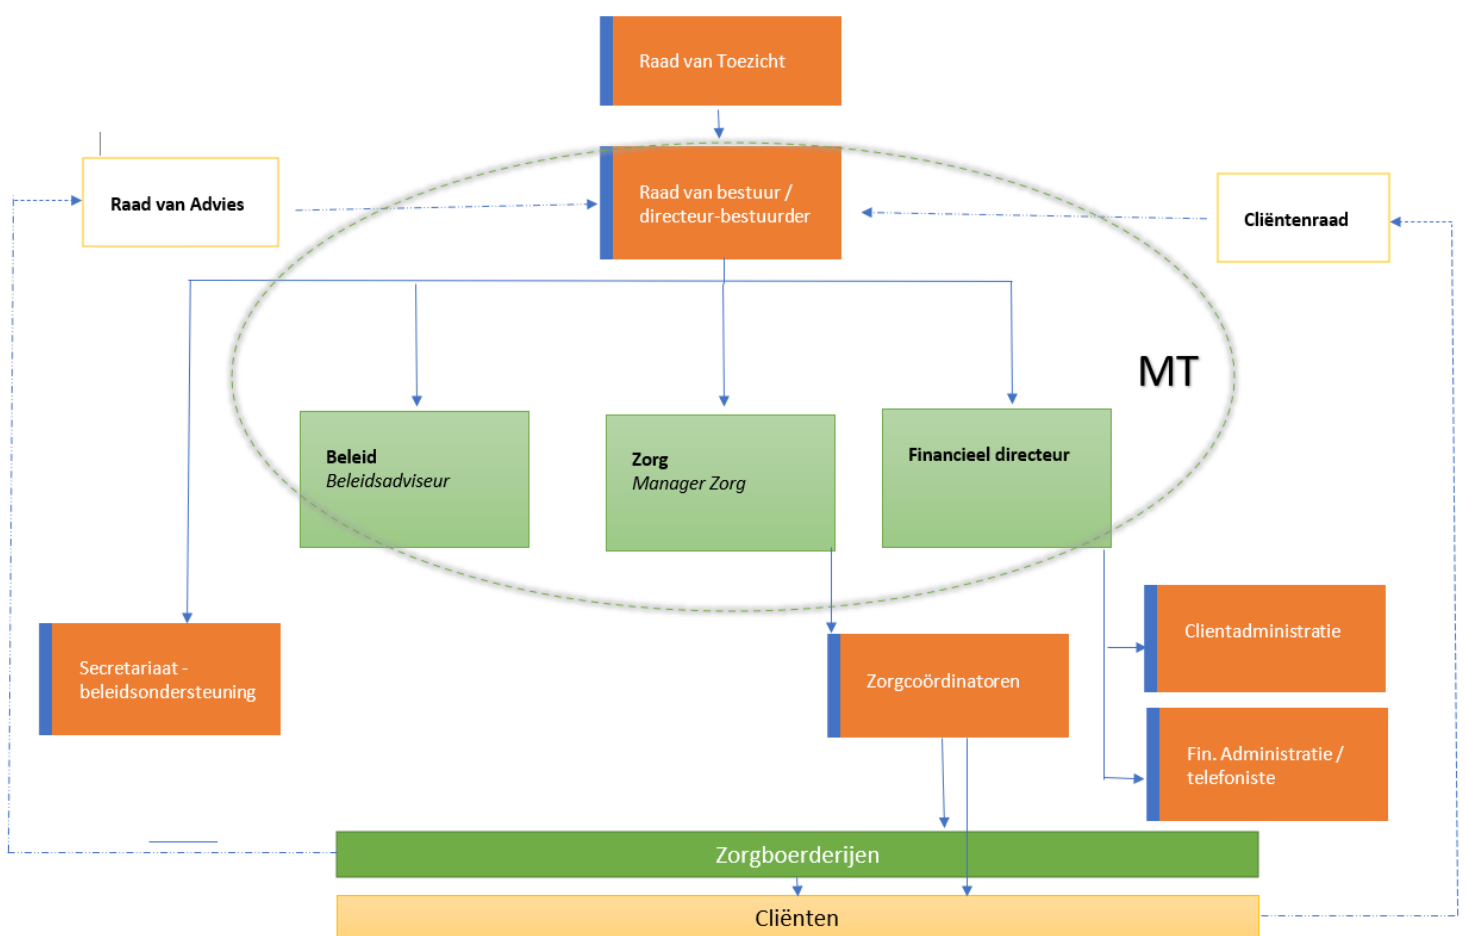 Raad van Toezicht
Raad van Advies
Raad van bestuur /
directeur-bestuurder
Cliëntenraad
MT
Beleid
Beleidsadviseur
Zorg
Manager Zorg
Financieel directeur
Secretariaat -
beleidsondersteuning
Zorgcoördinatoren
Clientadministratie
Fin. Administratie /
telefoniste
Zorgboerderijen
Cliënten